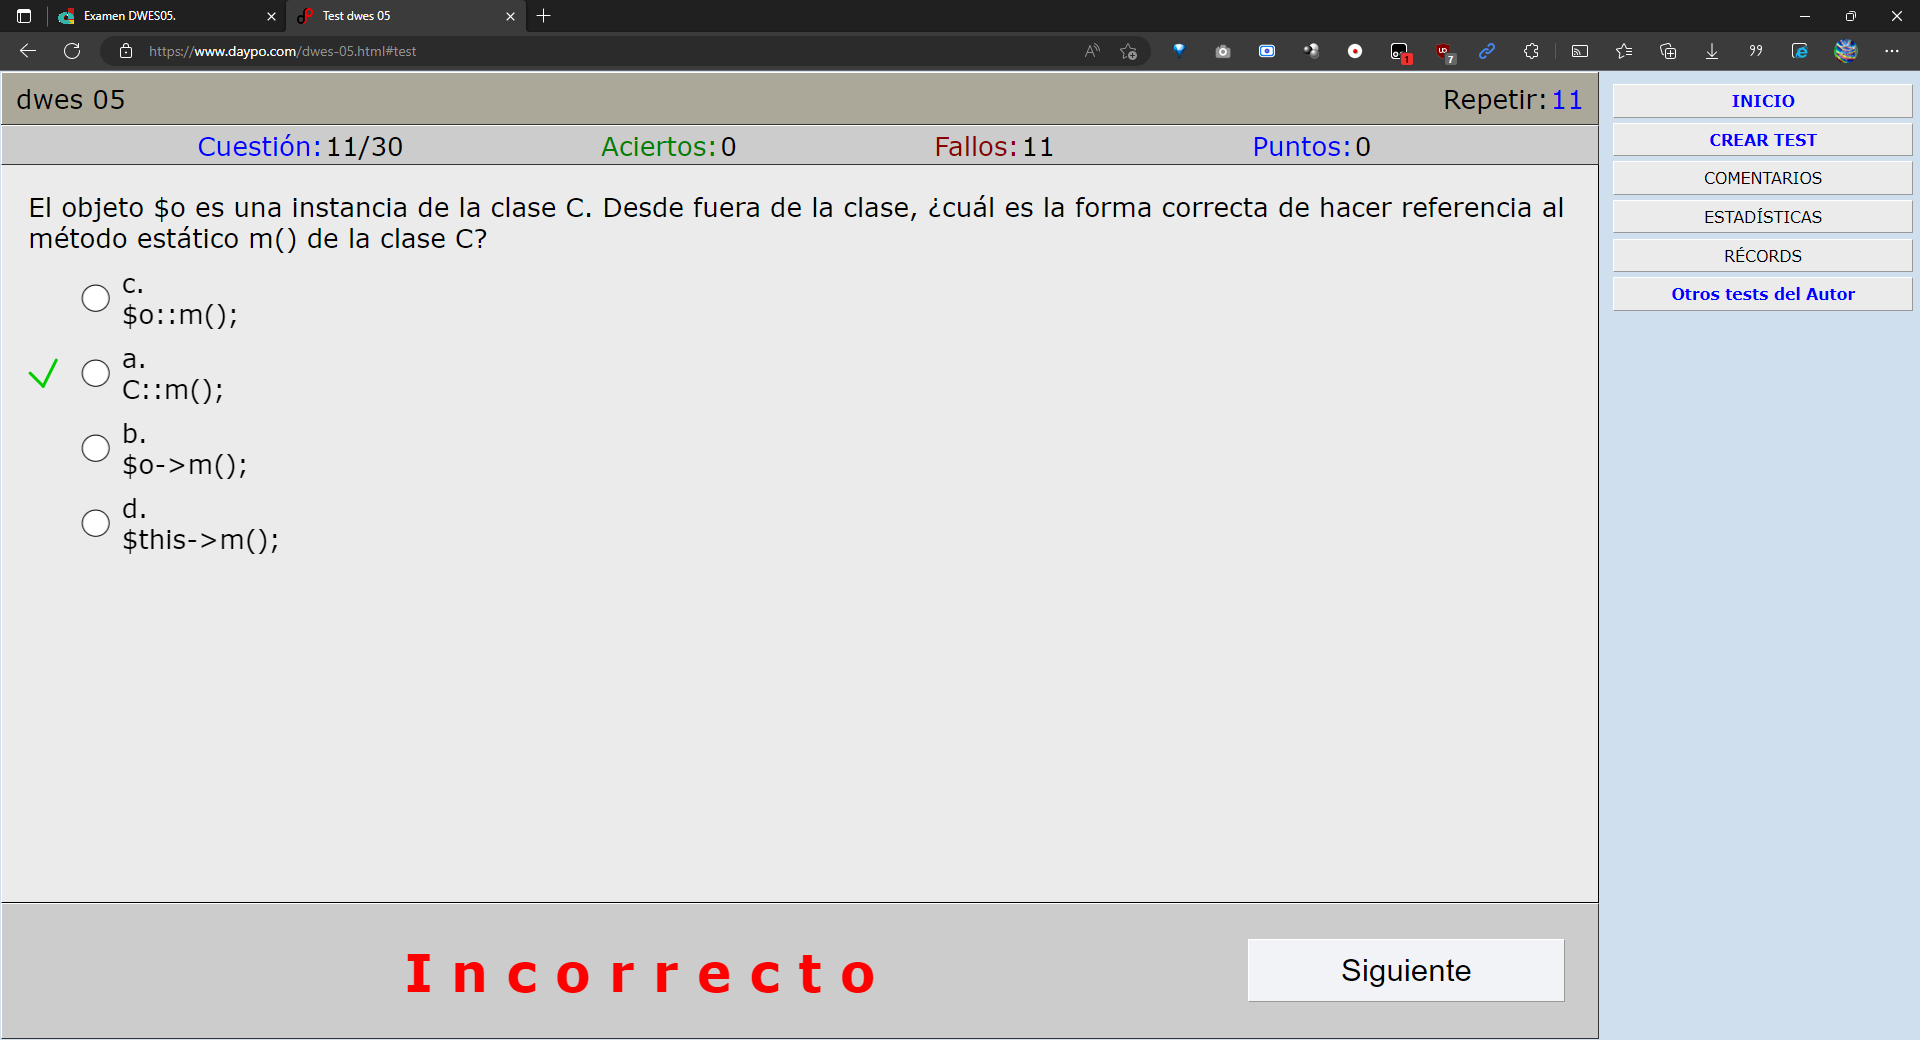 Examen DWES05.
Test dwes 05
https://www.daypo.com/dwes-05.html#test
1
7
dwes 05
Repetir: 11
Cuestión: 11/30
Aciertos: 0
Fallos: 11
Puntos: 0
El objeto $o es una instancia de la clase C. Desde fuera de la clase, ¿cuál es la forma correcta de hacer referencia al
método estático m() de la clase C?
c.
$o::m();
a.
C::m();
b.
$o->m();
d.
$this->m();
Incorrecto
Siguiente
INICIO
CREAR TEST
COMENTARIOS
ESTADÍSTICAS
RÉCORDS
Otros tests del Autor